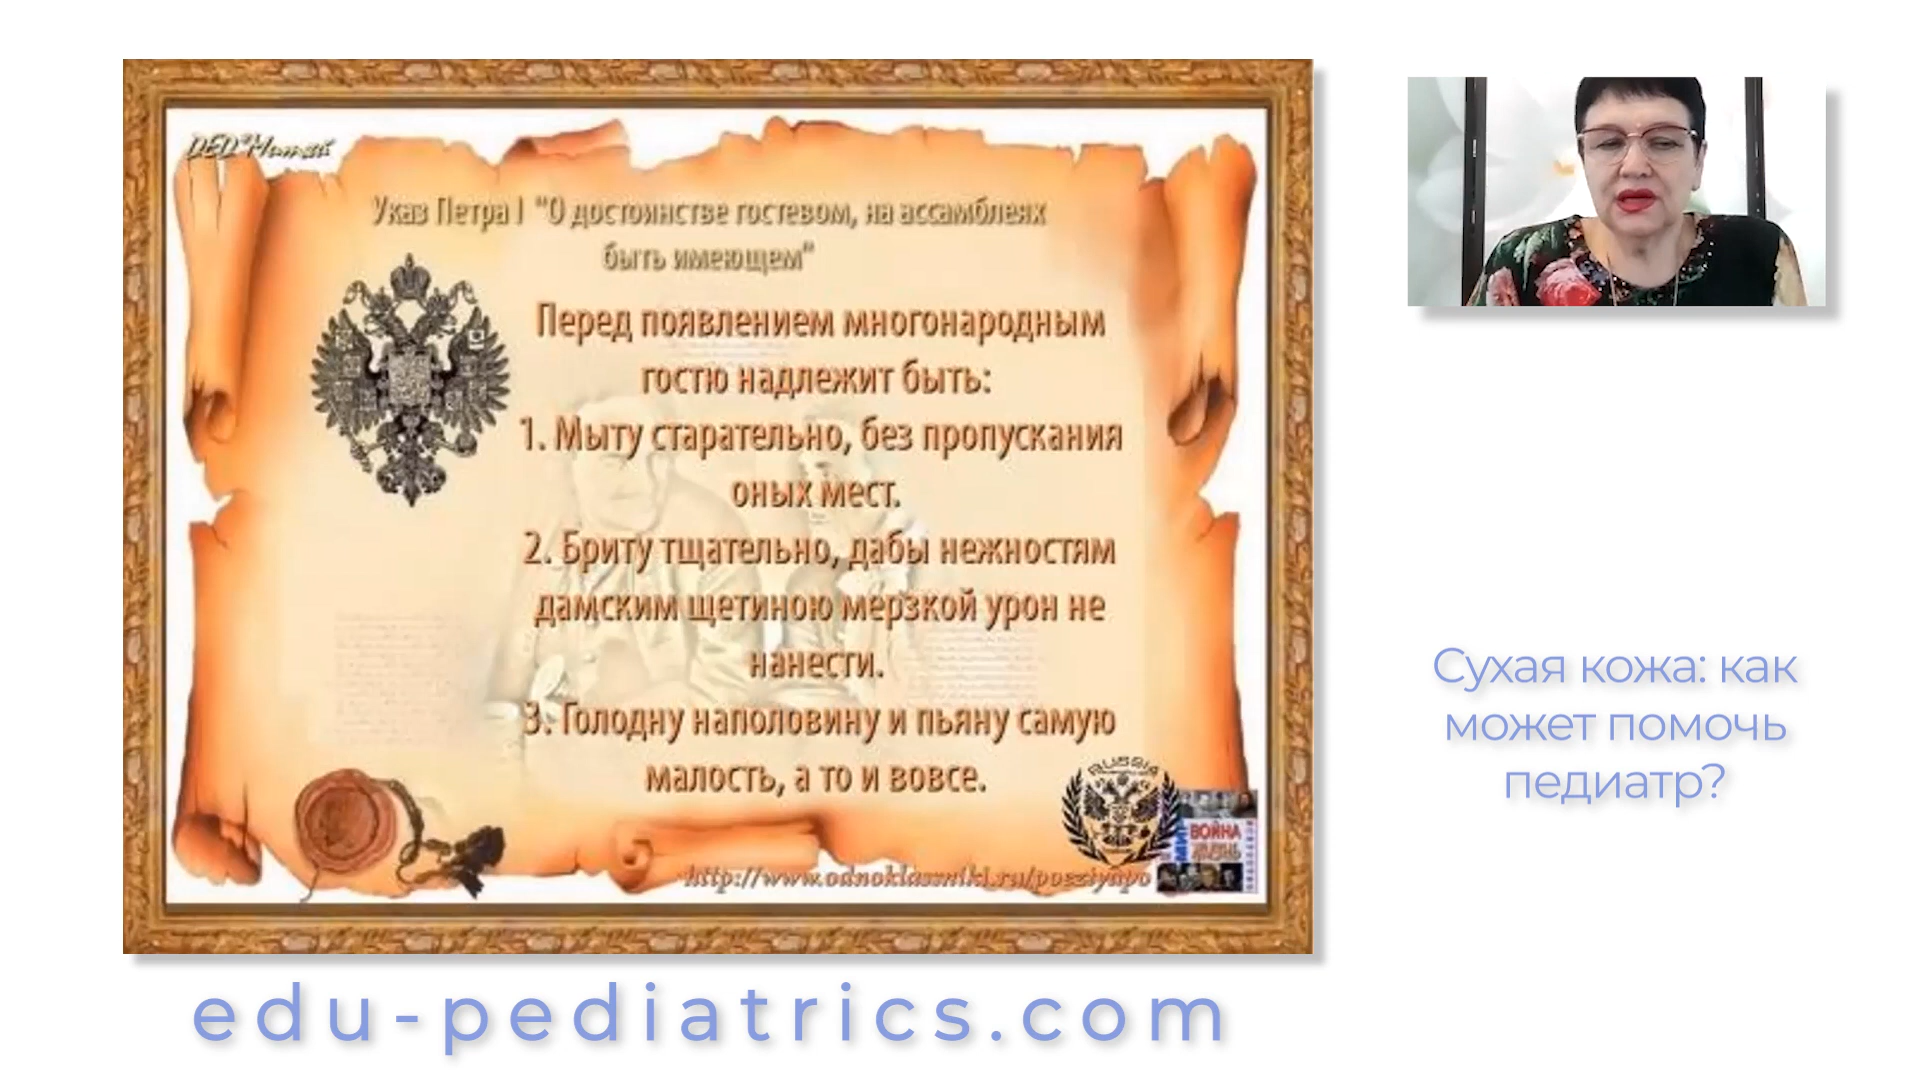 DED
Указ Петра I "О достоинстве гостевом, на ассамблеях
быть имеющем"
Перед появлением многонародным
гостю надлежит быть:
1. Мыту старательно, без пропускания
оных мест.
2. Бриту тщательно, дабы нежностям
дамским щетиною мерзкой урон не
нанести.
3. Голодну наполовину и пьяну самую
малость, а то и вовсе.
RUSSIA
ВОЙНА
http://www.odnoklassniki.ru/poeziyapo
Сухая кожа: как
может помочь
педиатр?
edu-pediatrics.com